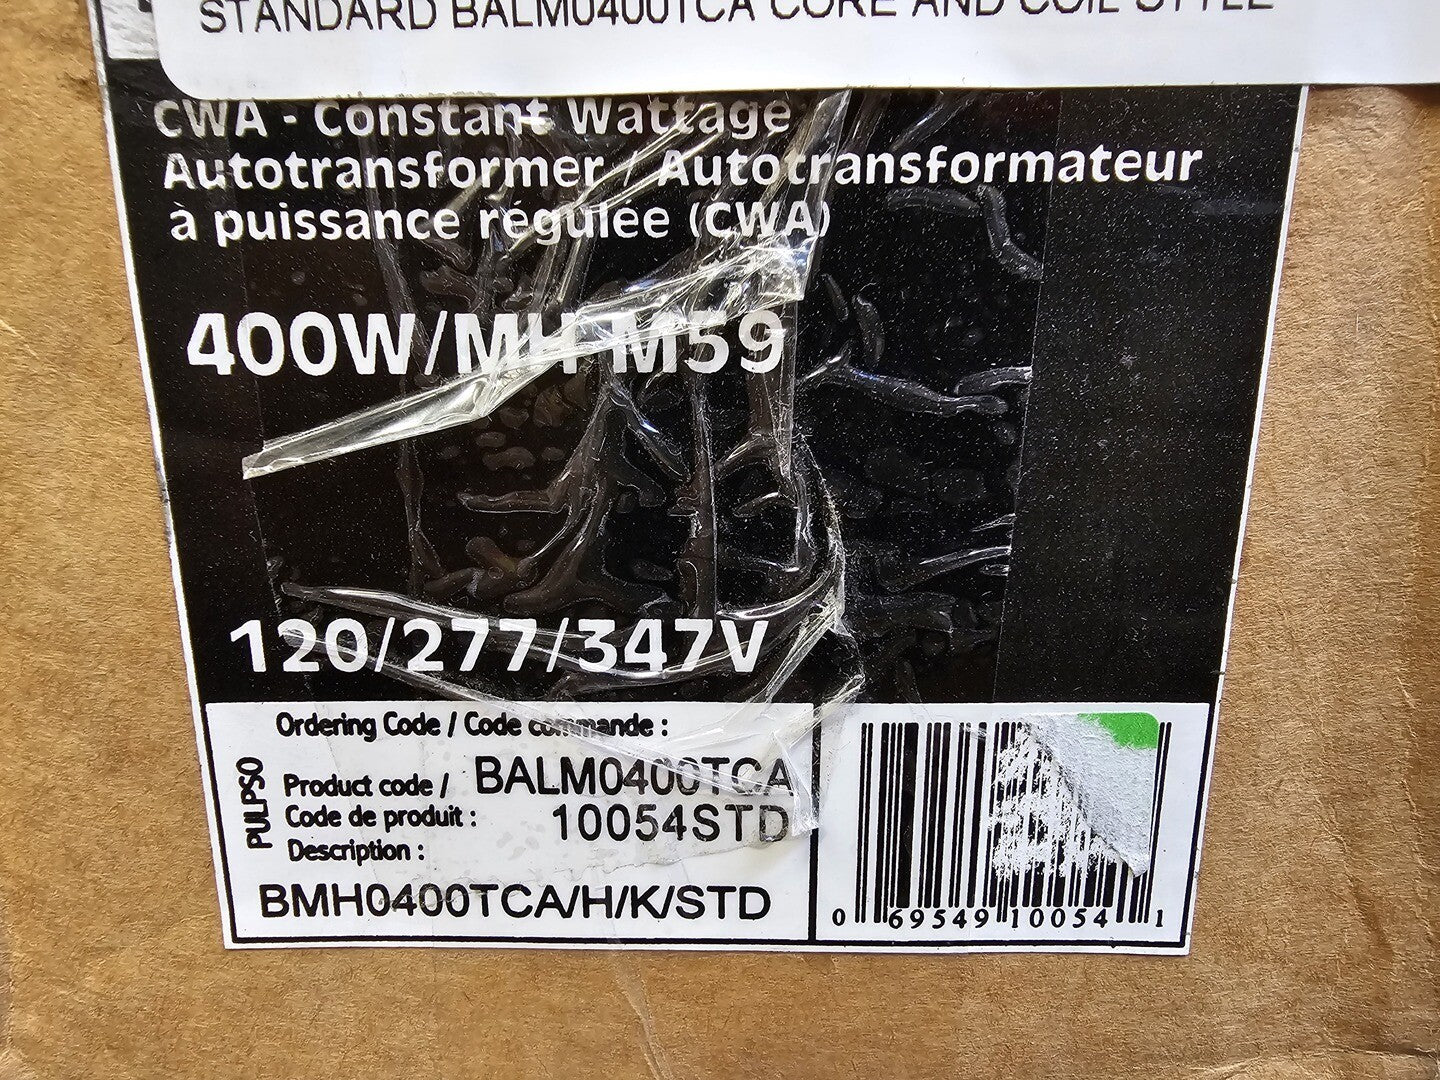 STANDARD BALM0400TCA CORE AND COIL STYLE
CWA - Constant Wattage
Autotransformer / Autotransformateur
à puissance régulée (CWA)
400W/MH M59
120/277/347V
Ordering Code / Code commande :
PULPSO
Product code / BALM0400TCA
Code de produit : 10054STD
Description :
BMH0400TCA/H/K/STD
0 69549 10054 1